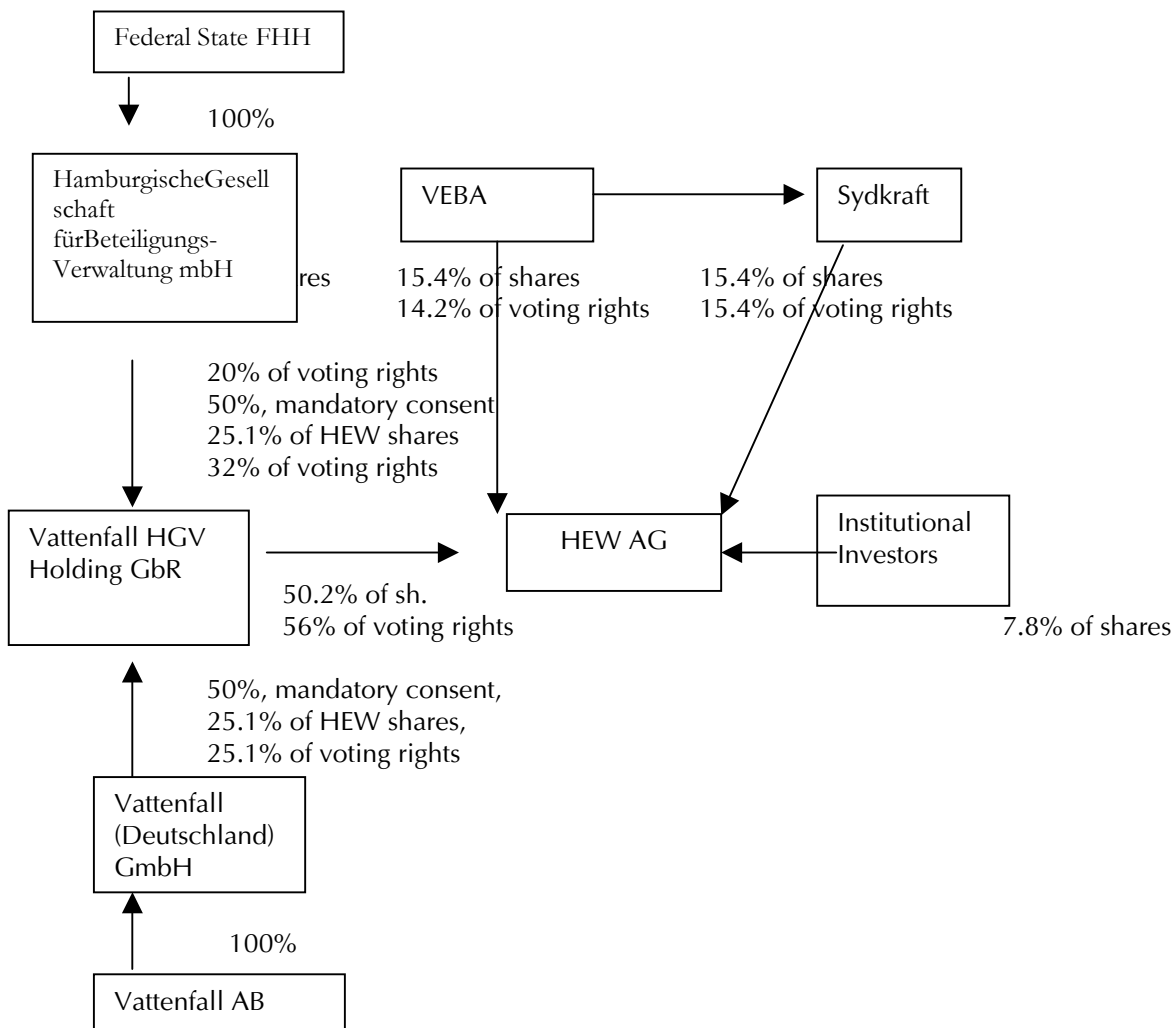 Federal State FHH
100%
HamburgischeGesell
schaft
fürBeteiligungs-
Verwaltung mbH
VEBA
Sydkraft
res
15.4% of shares
14.2% of voting rights
15.4% of shares
15.4% of voting rights
20% of voting rights
50%, mandatory consent
25.1% of HEW shares
32% of voting rights
Vattenfall HGV
Holding GbR
HEW AG
Institutional
Investors
50.2% of sh.
56% of voting rights
7.8% of shares
50%, mandatory consent,
25.1% of HEW shares,
25.1% of voting rights
Vattenfall
(Deutschland)
GmbH
100%
Vattenfall AB